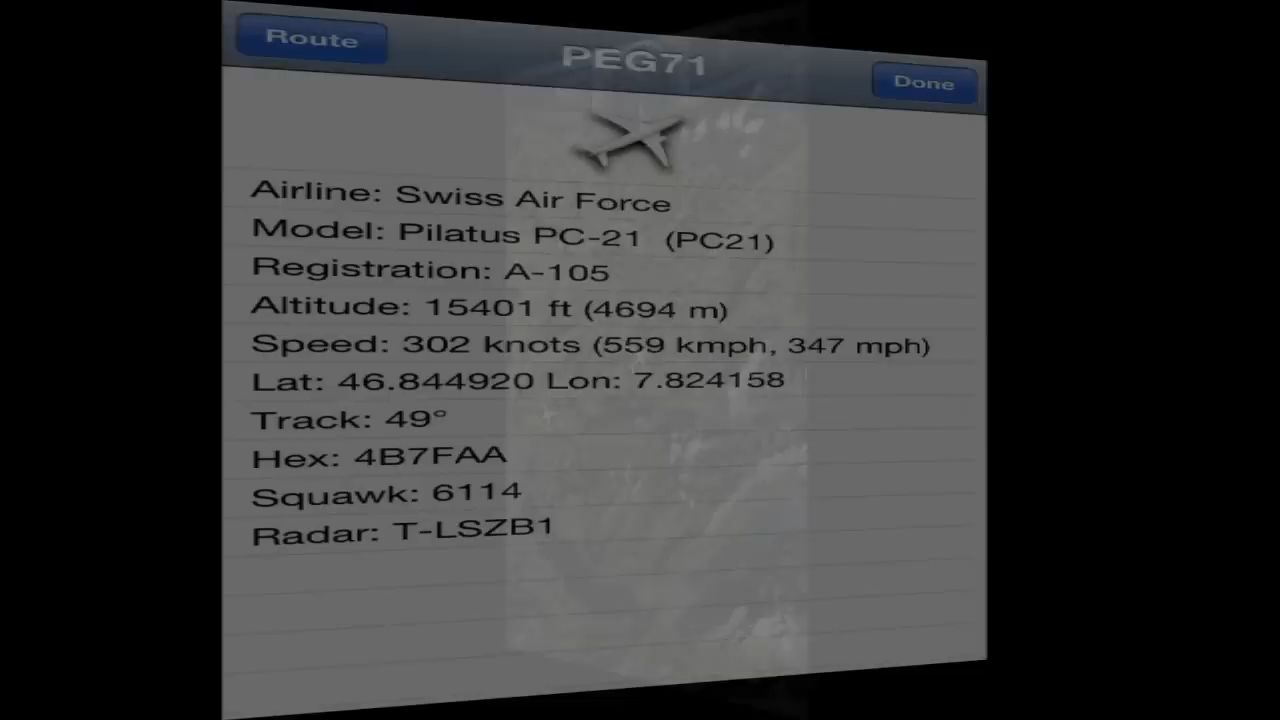 Route
PEG71
Done
Airline: Swiss Air Force
Model: Pilatus PC-21 (PC21)
Registration: A-105
Altitude: 15401 ft (4694 m)
Speed: 302 knots (559 kmph, 347 mph)
Lat: 46.844920 Lon: 7.824158
Track: 49°
Hex: 4B7FAA
Squawk: 6114
Radar: T-LSZB1